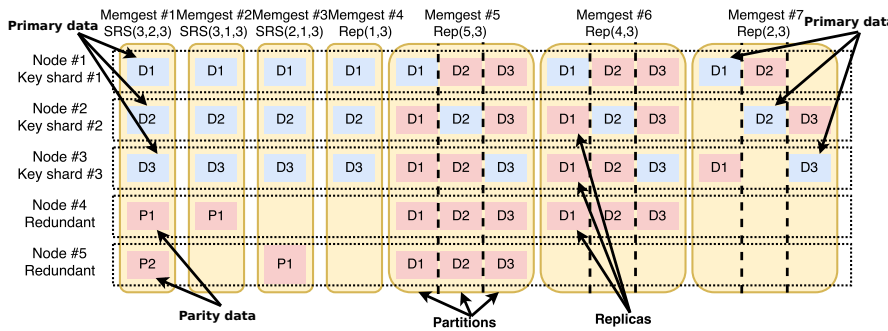 Memgest #1 Memgest #2 Memgest #3 Memgest #4 Memgest #5 Memgest #6 Memgest #7
Primary data SRS(3,2,3) SRS(3,1,3) SRS(2,1,3) Rep(1,3) Rep(5,3) Rep(4,3) Rep(2,3) Primary data
Node #1
Key shard #1
D1 D1 D1 D1 D1 D2 D3 D1 D2 D3 D1 D2
Node #2
Key shard #2
D2 D2 D2 D2 D1 D2 D3 D1 D2 D3 D2 D3
Node #3
Key shard #3
D3 D3 D3 D3 D1 D2 D3 D1 D2 D3 D1 D3
Node #4
Redundant
P1 P1 D1 D2 D3 D1 D2 D3
Node #5
Redundant
P2 P1 D1 D2 D3
Parity data
Partitions
Replicas